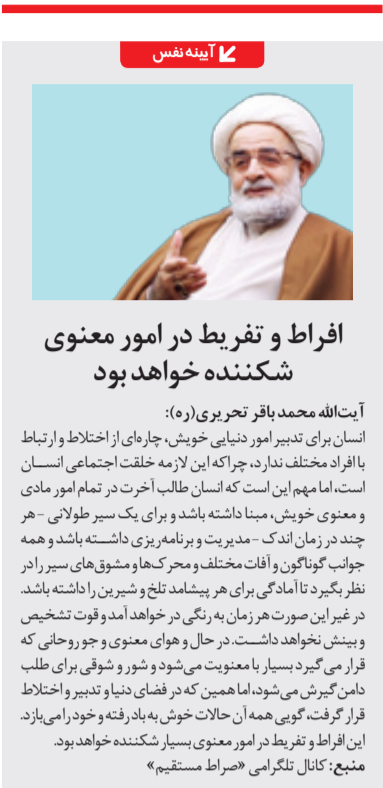 آیینه نفس
افراط و تفریط در امور معنوی
شکننده خواهد بود
آیت‌الله محمدباقر تحریری(ره):
انسان برای تدبیر امور دنیایی خویش، چاره‌ای از اختلاط و ارتباط
با افراد مختلف ندارد، چراکه این لازمه خلقت اجتماعی انسان
است، اما مهم این است که انسان طالب آخرت در تمام امور مادی
و معنوی خویش، مبنا داشته باشد و برای یک سیر طولانی -هر
چند در زمان اندک- مدیریت و برنامه‌ریزی داشته باشد و همه
جوانب گوناگون و آفات مختلف و محرک‌ها و مشوق‌های سیر را در
نظر بگیرد تا آمادگی برای هر پیشامد تلخ و شیرین را داشته باشد.
در غیر این صورت هر زمان به رنگی در خواهد آمد و قوت تشخیص
و بینش نخواهد داشت. در حال و هوای معنوی و جو روحانی که
قرار می گیرد بسیار با معنویت می‌شود و شور و شوقی برای طلب
دامن گیرش می‌شود، اما همین که در فضای دنیا و تدبیر و اختلاط
قرار گرفت، گویی همه آن حالات خوش به باد رفته و خود را می‌بازد.
این افراط و تفریط در امور معنوی بسیار شکننده خواهد بود.
منبع: کانال تلگرامی «صراط مستقیم»